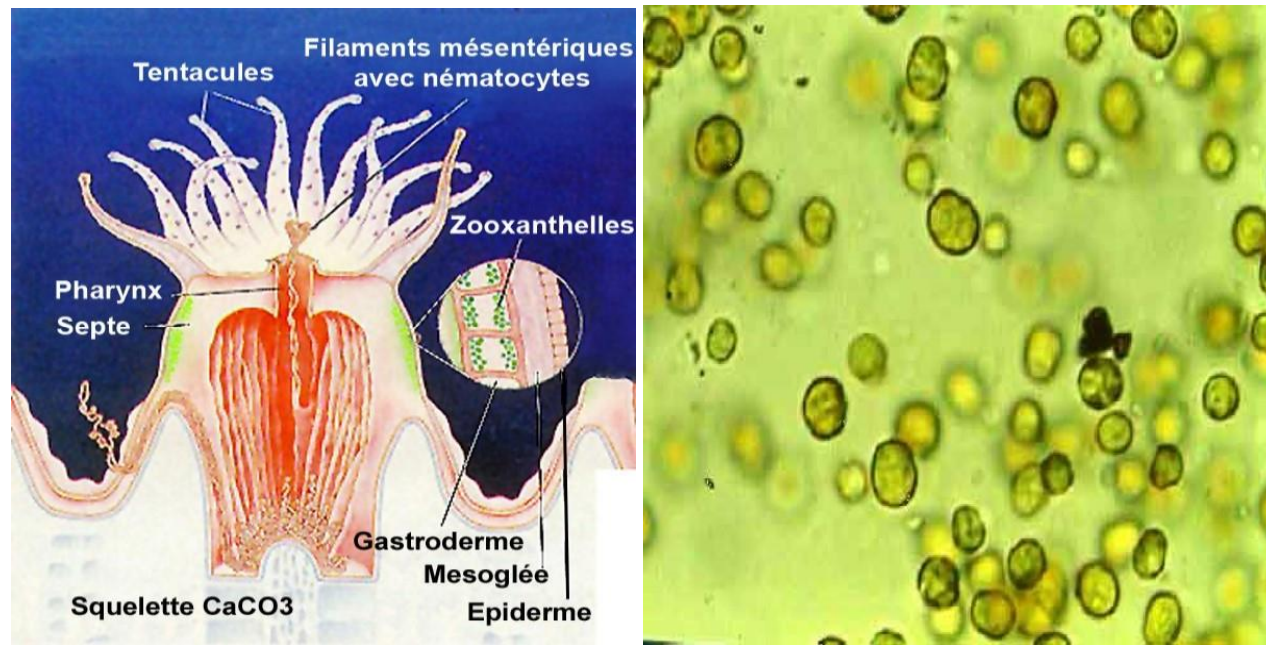 Filaments mésentériques
avec nématocytes
Tentacules
Zooxanthelles
Pharynx
Septe
Gastroderme
Mesoglée
Epiderme
Squelette CaCO3